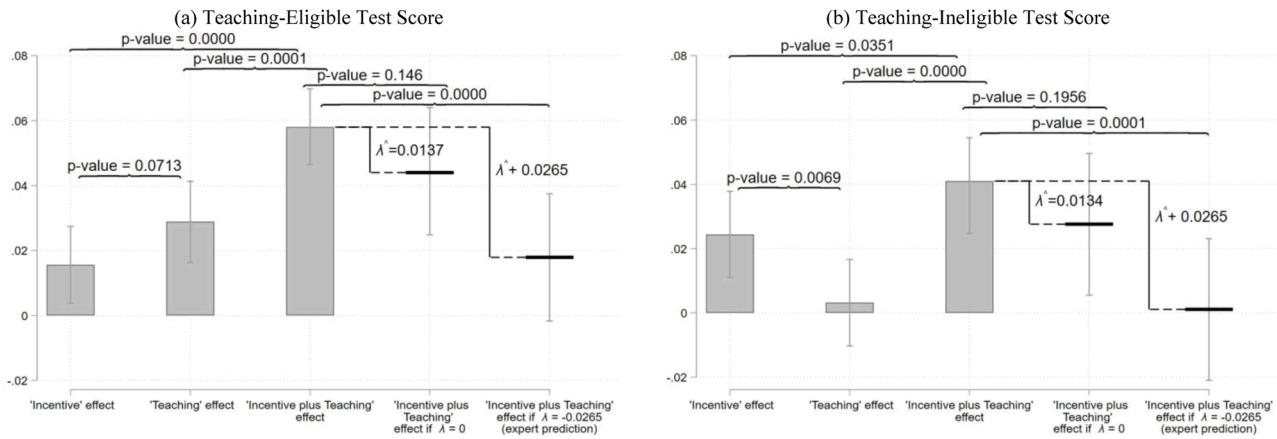 (a) Teaching-Eligible Test Score
p-value = 0.0000
p-value = 0.0001
p-value = 0.146
p-value = 0.0000
p-value = 0.0713
λ^=0.0137
λ^+ 0.0265
.08
.06
.04
.02
0
-.02
'Incentive' effect
'Teaching' effect
'Incentive plus Teaching'
effect
'Incentive plus
Teaching'
effect if λ = 0
'Incentive plus Teaching'
effect if λ = -0.0265
(expert prediction)
(b) Teaching-Ineligible Test Score
p-value = 0.0351
p-value = 0.0000
p-value = 0.1956
p-value = 0.0001
p-value = 0.0069
λ^=0.0134
λ^+ 0.0265
.08
.06
.04
.02
0
-.02
'Incentive' effect
'Teaching' effect
'Incentive plus Teaching'
effect
'Incentive plus
Teaching'
effect if λ = 0
'Incentive plus Teaching'
effect if λ = -0.0265
(expert prediction)